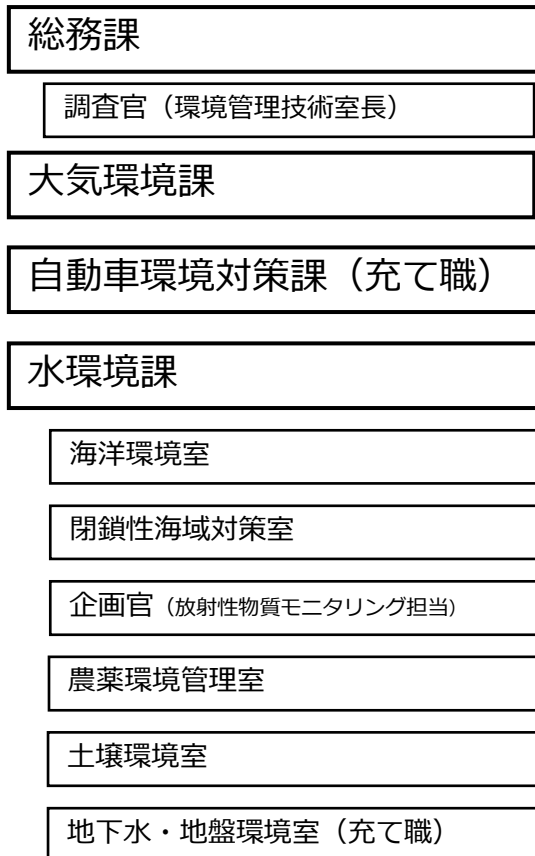 総務課
調査官（環境管理技術室長）
大気環境課
自動車環境対策課（充て職）
水環境課
海洋環境室
閉鎖性海域対策室
企画官（放射性物質モニタリング担当)
農薬環境管理室
土壌環境室
地下水・地盤環境室（充て職）